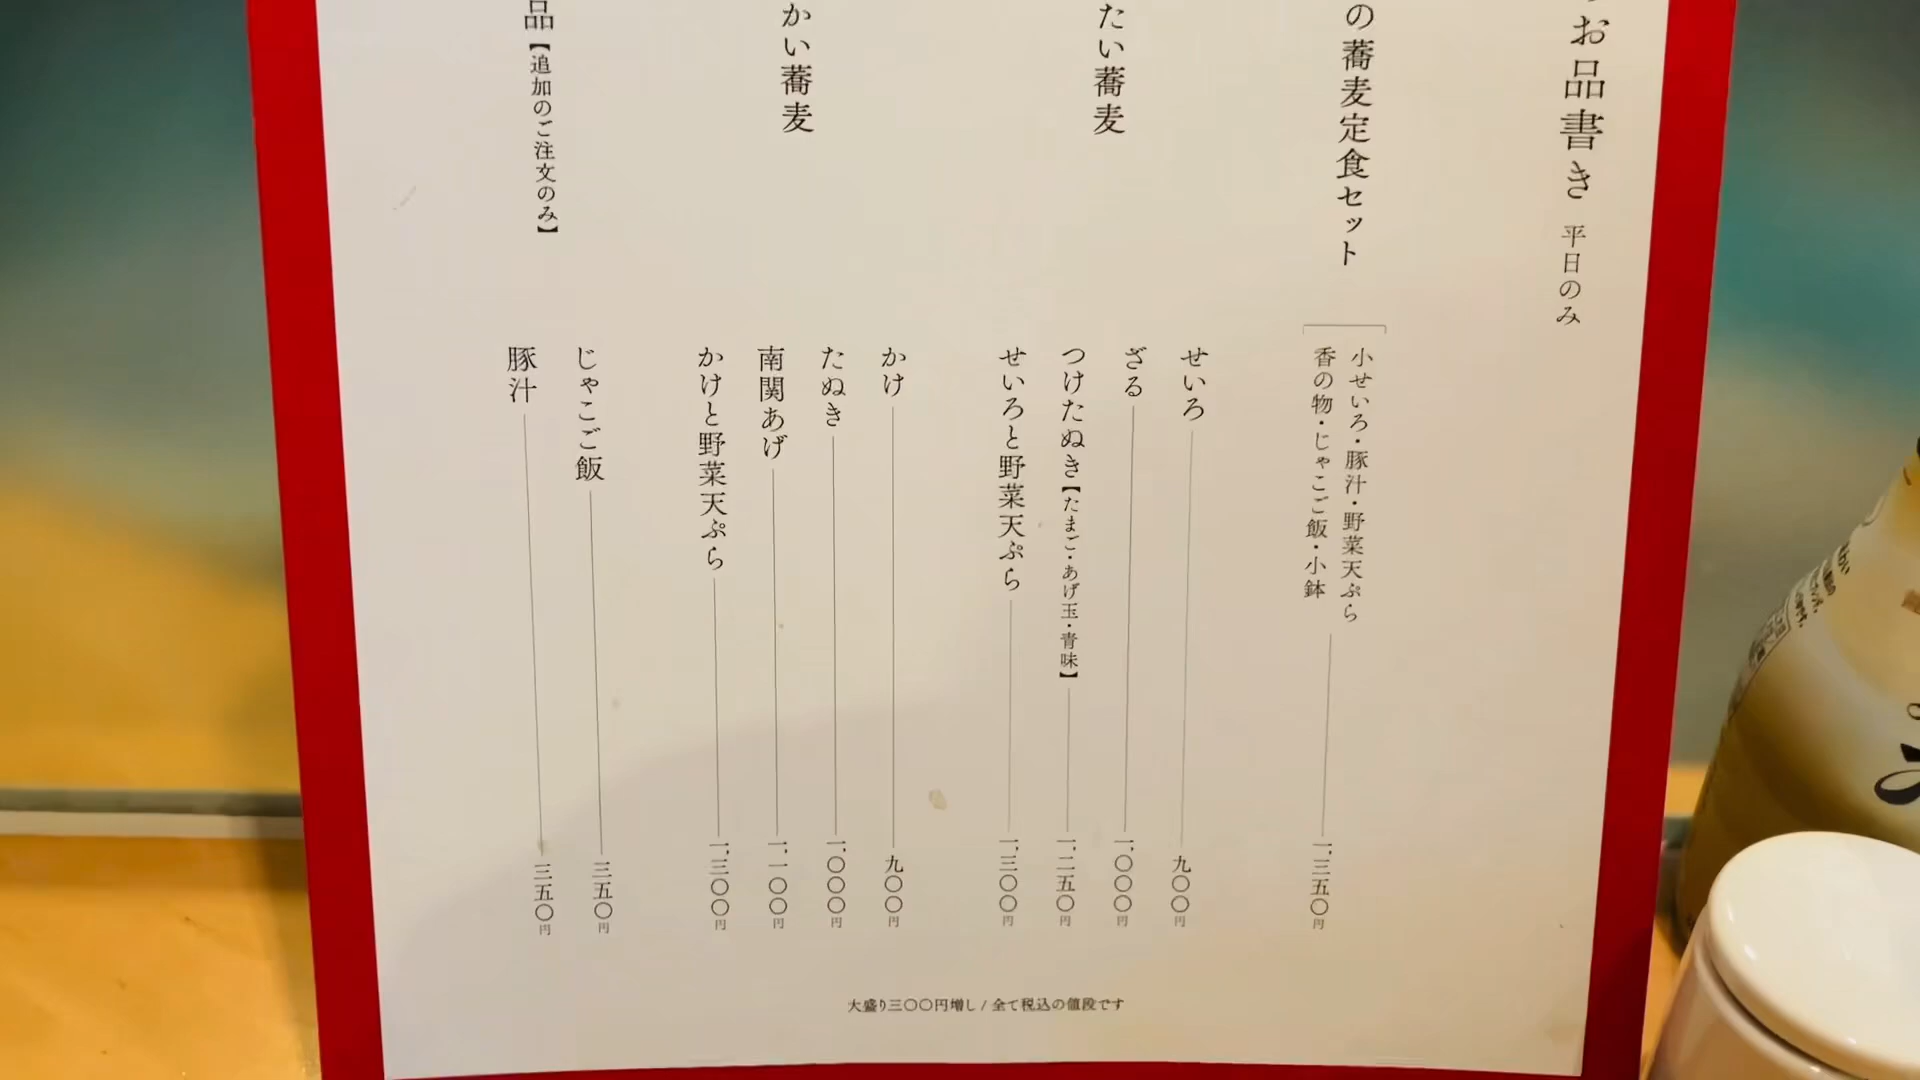 お品書き 平日のみ
の蕎麦定食セット
小せいろ・豚汁・野菜天ぷら
香の物・じゃこご飯・小鉢
一、三五〇円
たい蕎麦
せいろ 九〇〇円
ざる 一、〇〇〇円
つけたぬき【たまご・あげ玉・青味】 一、二五〇円
せいろと野菜天ぷら 一、三〇〇円
かい蕎麦
かけ 九〇〇円
たぬき 一、〇〇〇円
南関あげ 一、一〇〇円
かけと野菜天ぷら 一、三〇〇円
品【追加のご注文のみ】
じゃこご飯 三五〇円
豚汁 三五〇円
大盛り三〇〇円増し / 全て税込の値段です